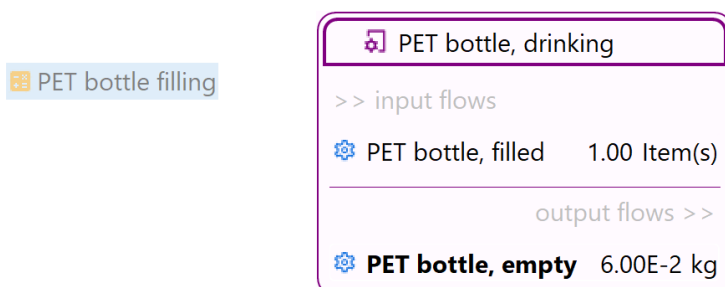 PET bottle filling
PET bottle, drinking
>> input flows
PET bottle, filled 1.00 Item(s)
output flows >>
PET bottle, empty 6.00E-2 kg